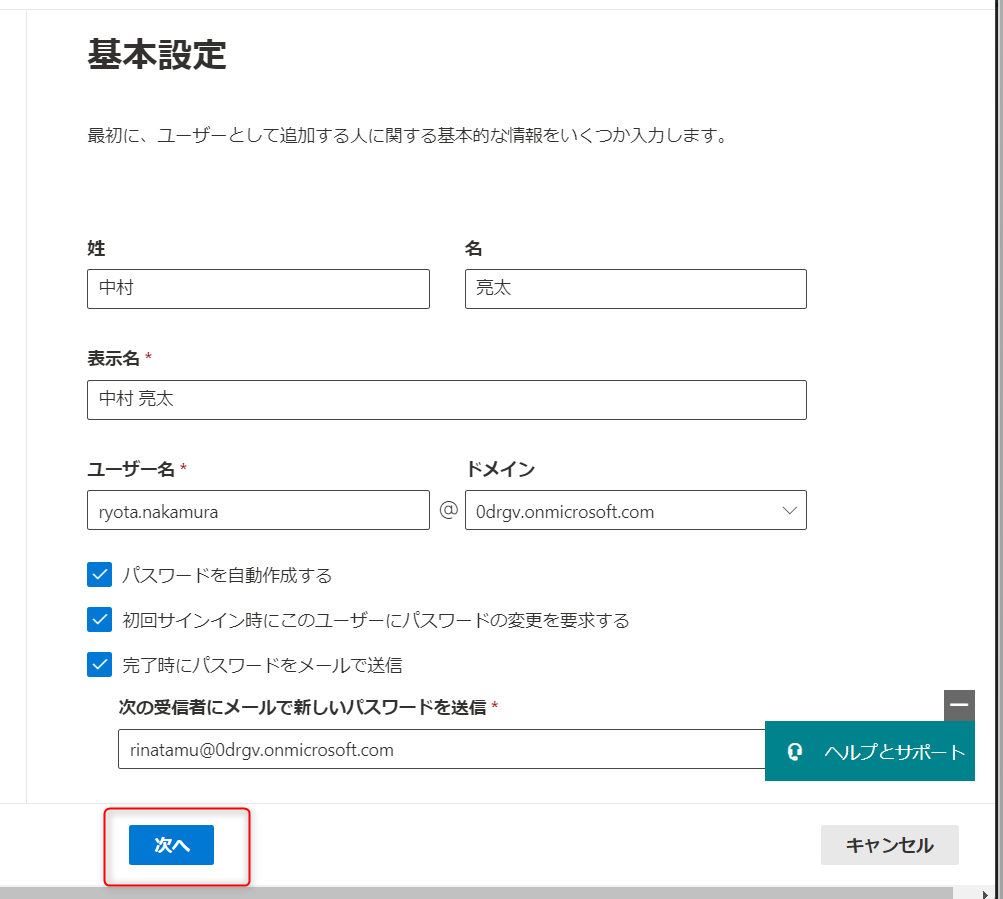 基本設定
最初に、ユーザーとして追加する人に関する基本的な情報をいくつか入力します。
姓 名
中村 亮太
表示名 *
中村 亮太
ユーザー名 * ドメイン
ryota.nakamura @ 0drgv.onmicrosoft.com
パスワードを自動作成する
初回サインイン時にこのユーザーにパスワードの変更を要求する
完了時にパスワードをメールで送信
次の受信者にメールで新しいパスワードを送信 *
rinatamu@0drgv.onmicrosoft.com
ヘルプとサポート
次へ キャンセル